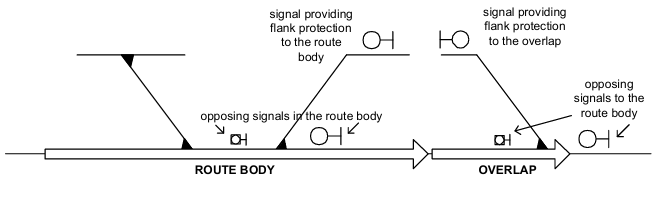 signal providing
flank protection
to the route
body
signal providing
flank protection
to the overlap
opposing
signals to the
route body
opposing signals in the route body
ROUTE BODY
OVERLAP